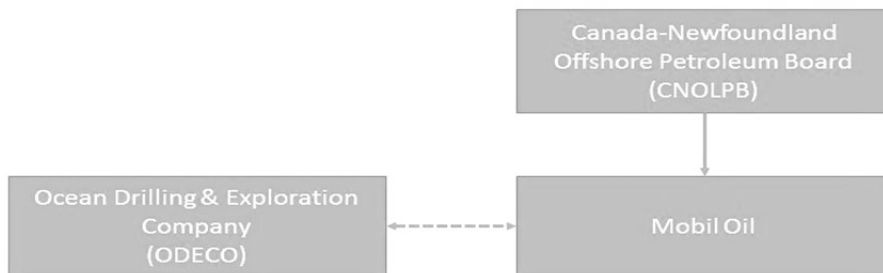 Canada-Newfoundland
Offshore Petroleum Board
(CNOLPB)
Ocean Drilling & Exploration
Company
(ODECO)
Mobil Oil